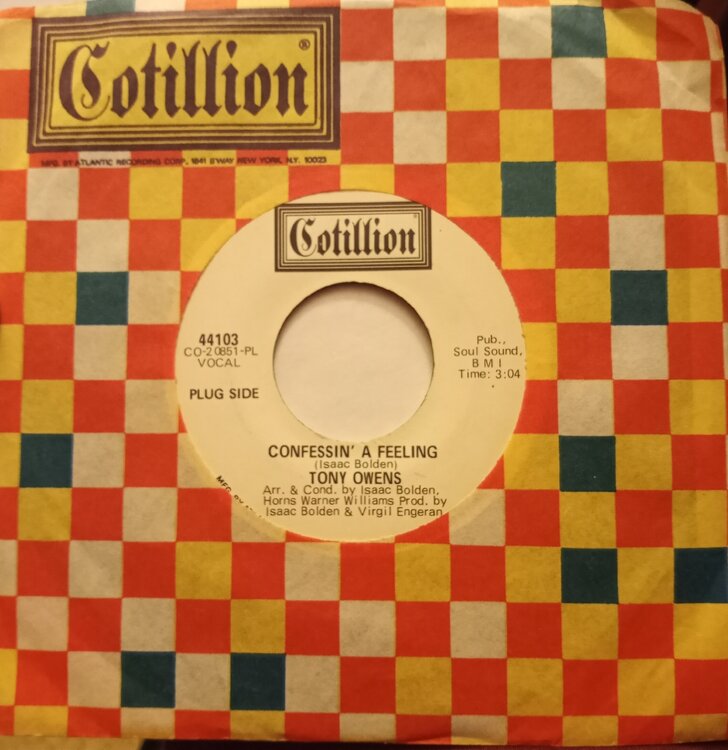 Cotillion®
MFG. BY ATLANTIC RECORDING CORP., 1841 B'WAY NEW YORK, N.Y. 10023
Cotillion
44103
CO-20851-PL
VOCAL
PLUG SIDE
Pub.,
Soul Sound,
B M I
Time: 3:04
CONFESSIN' A FEELING
(Isaac Bolden)
TONY OWENS
Arr. & Cond. by Isaac Bolden,
Horns Warner Williams Prod. by
Isaac Bolden & Virgil Engeran
MFG. BY